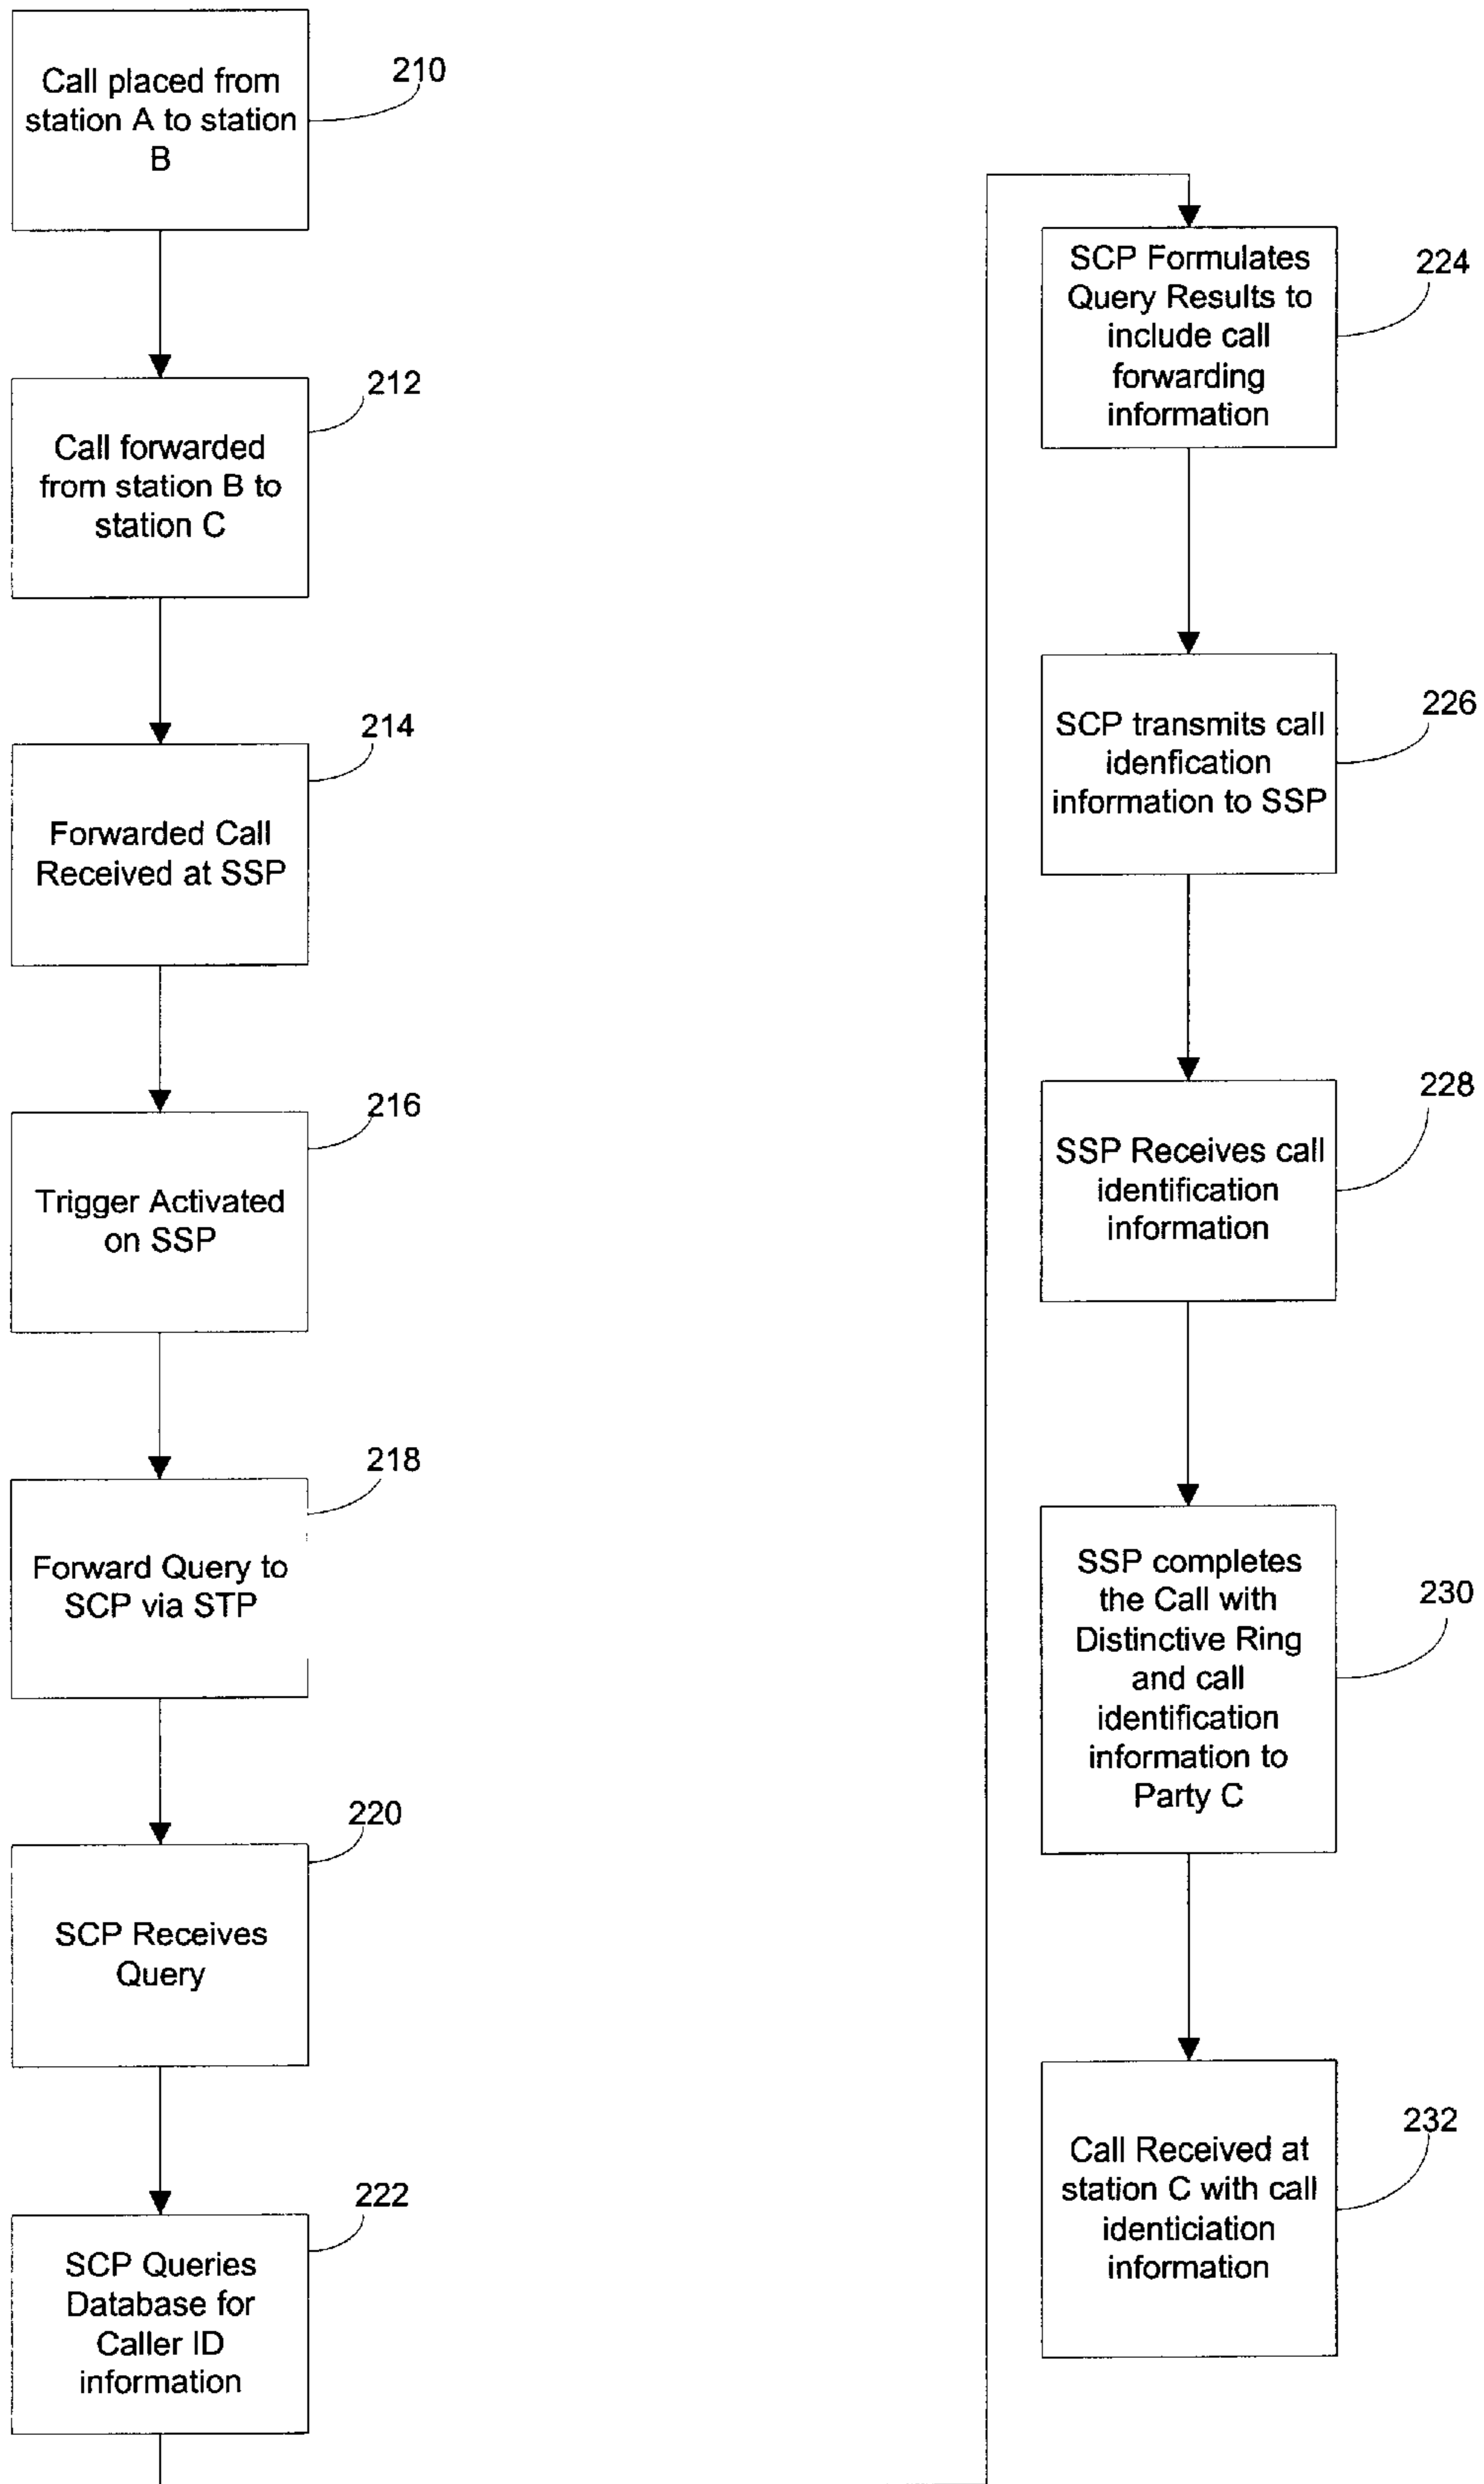 Call placed from
station A to station
B
210
Call forwarded
from station B to
station C
212
Forwarded Call
Received at SSP
214
Trigger Activated
on SSP
216
Forward Query to
SCP via STP
218
SCP Receives
Query
220
SCP Queries
Database for
Caller ID
information
222
SCP Formulates
Query Results to
include call
forwarding
information
224
SCP transmits call
idenfication
information to SSP
226
SSP Receives call
identification
information
228
SSP completes
the Call with
Distinctive Ring
and call
identification
information to
Party C
230
Call Received at
station C with call
identiciation
information
232